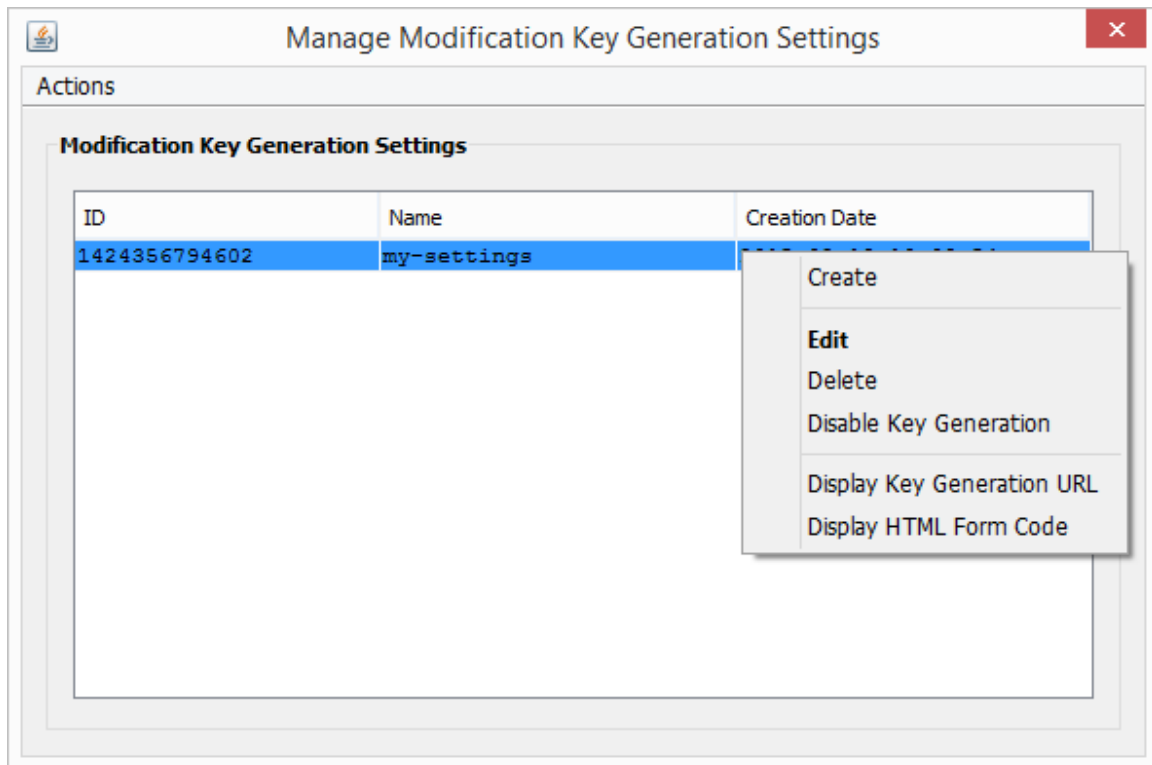 Manage Modification Key Generation Settings
Actions
Modification Key Generation Settings
ID Name Creation Date
1424356794602 my-settings
Create
Edit
Delete
Disable Key Generation
Display Key Generation URL
Display HTML Form Code